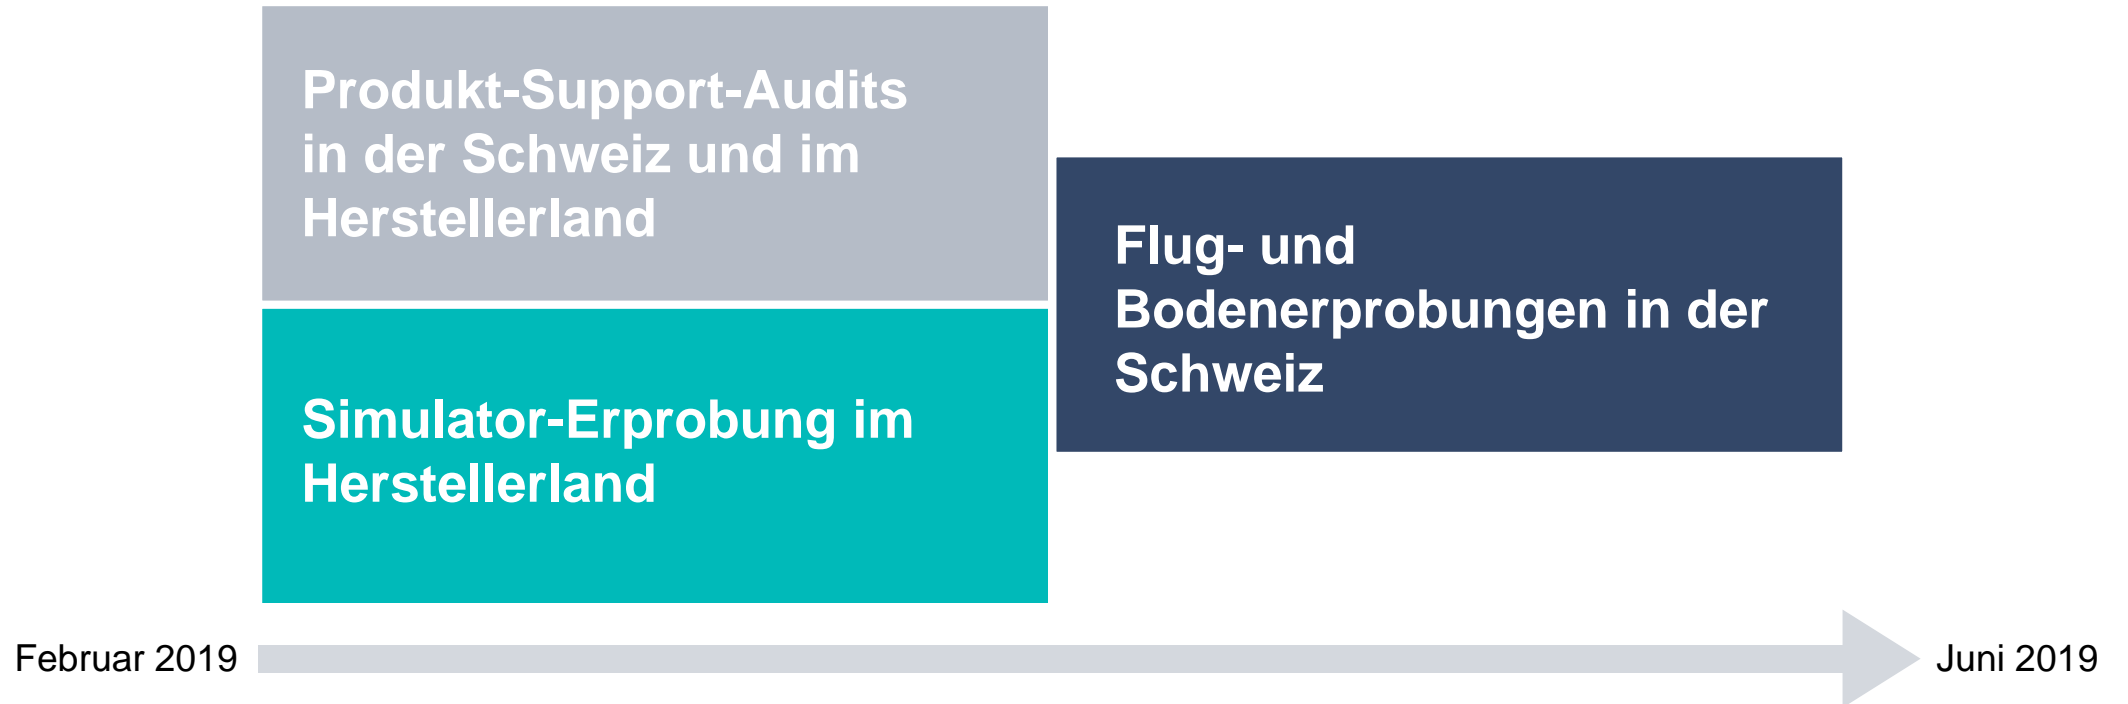 Produkt-Support-Audits
in der Schweiz und im
Herstellerland
Simulator-Erprobung im
Herstellerland
Flug- und
Bodenerprobungen in der
Schweiz
Februar 2019
Juni 2019